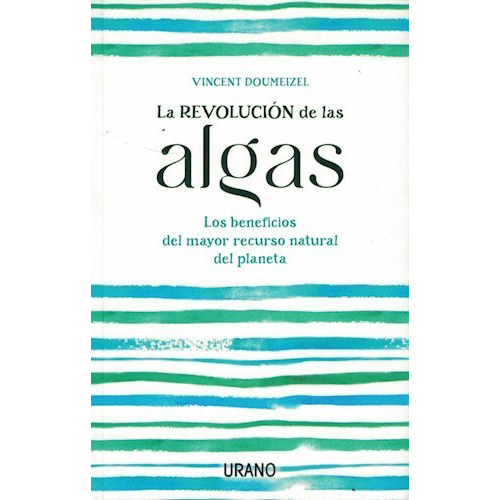 VINCENT DOUMEIZEL
La REVOLUCIÓN de las
algas
Los beneficios
del mayor recurso natural
del planeta
URANO